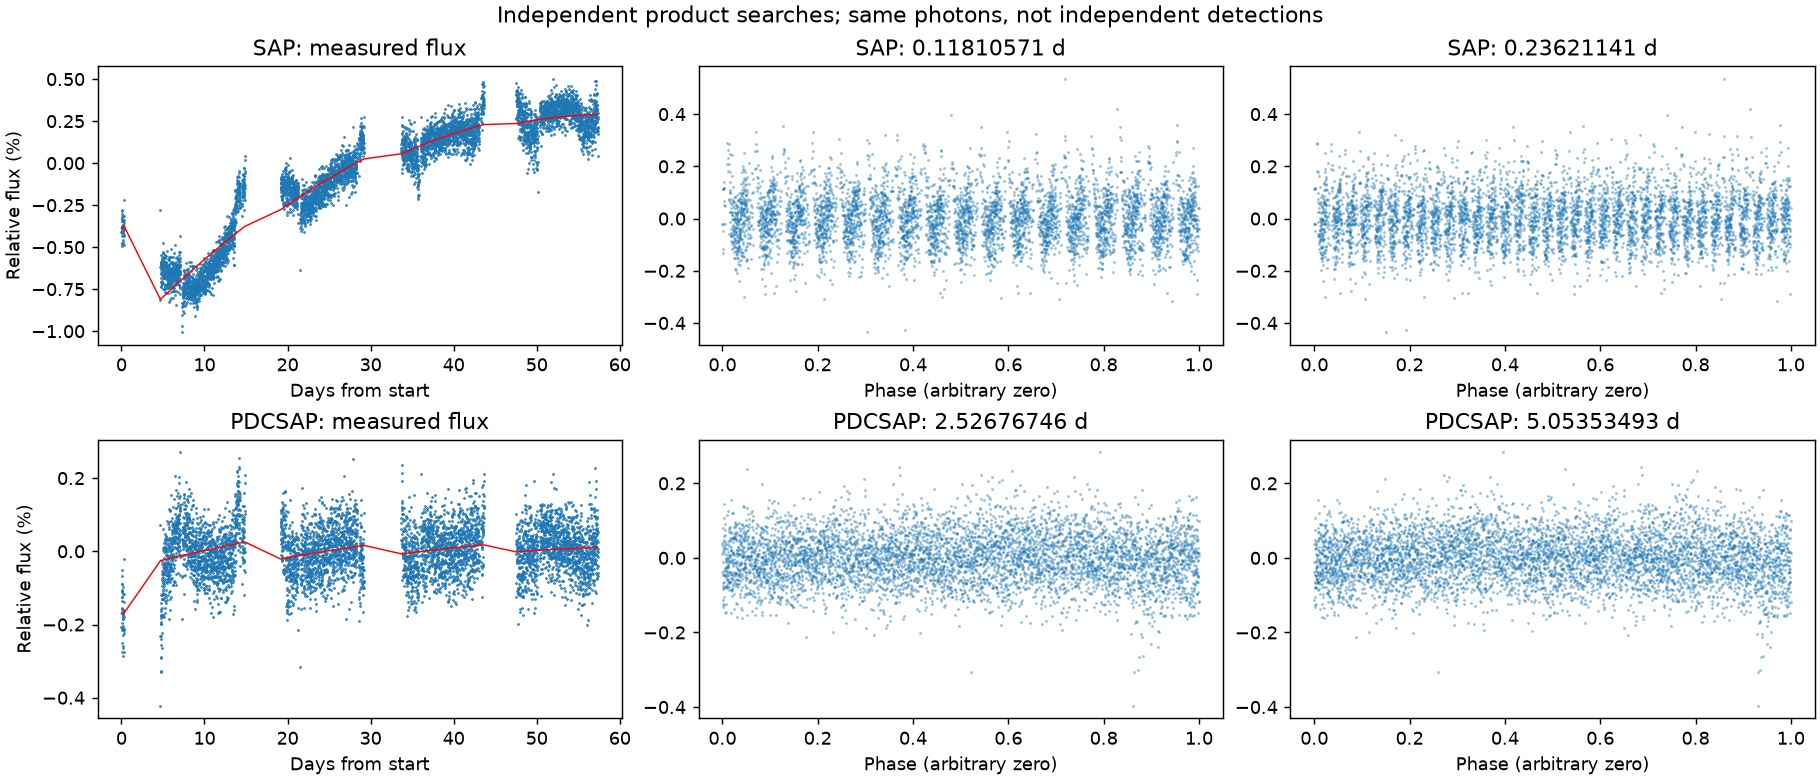 Independent product searches; same photons, not independent detections
SAP: measured flux
Relative flux (%)
0.50
0.25
0.00
−0.25
−0.50
−0.75
−1.00
0 10 20 30 40 50 60
Days from start
SAP: 0.11810571 d
0.4
0.2
0.0
−0.2
−0.4
0.0 0.2 0.4 0.6 0.8 1.0
Phase (arbitrary zero)
SAP: 0.23621141 d
0.4
0.2
0.0
−0.2
−0.4
0.0 0.2 0.4 0.6 0.8 1.0
Phase (arbitrary zero)
PDCSAP: measured flux
Relative flux (%)
0.2
0.0
−0.2
−0.4
0 10 20 30 40 50 60
Days from start
PDCSAP: 2.52676746 d
0.2
0.0
−0.2
−0.4
0.0 0.2 0.4 0.6 0.8 1.0
Phase (arbitrary zero)
PDCSAP: 5.05353493 d
0.2
0.0
−0.2
−0.4
0.0 0.2 0.4 0.6 0.8 1.0
Phase (arbitrary zero)